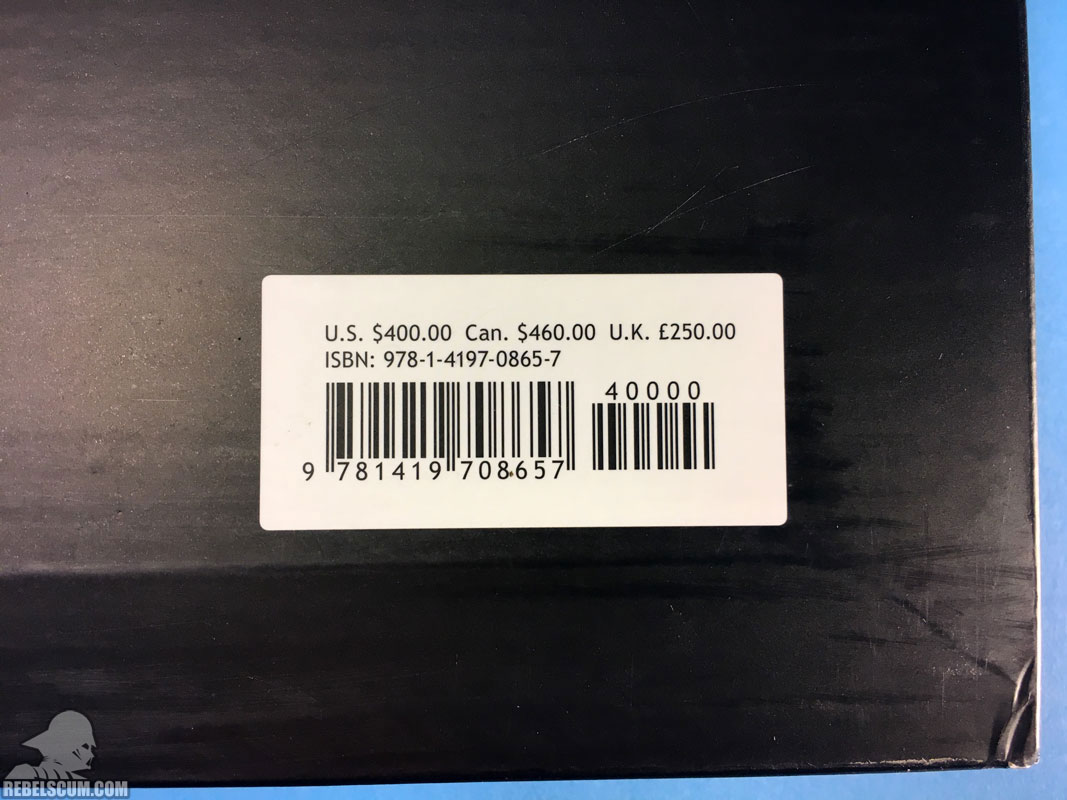 U.S. $400.00 Can. $460.00 U.K. £250.00
ISBN: 978-1-4197-0865-7
40000
9 781419 708657
REBELSCUM.COM